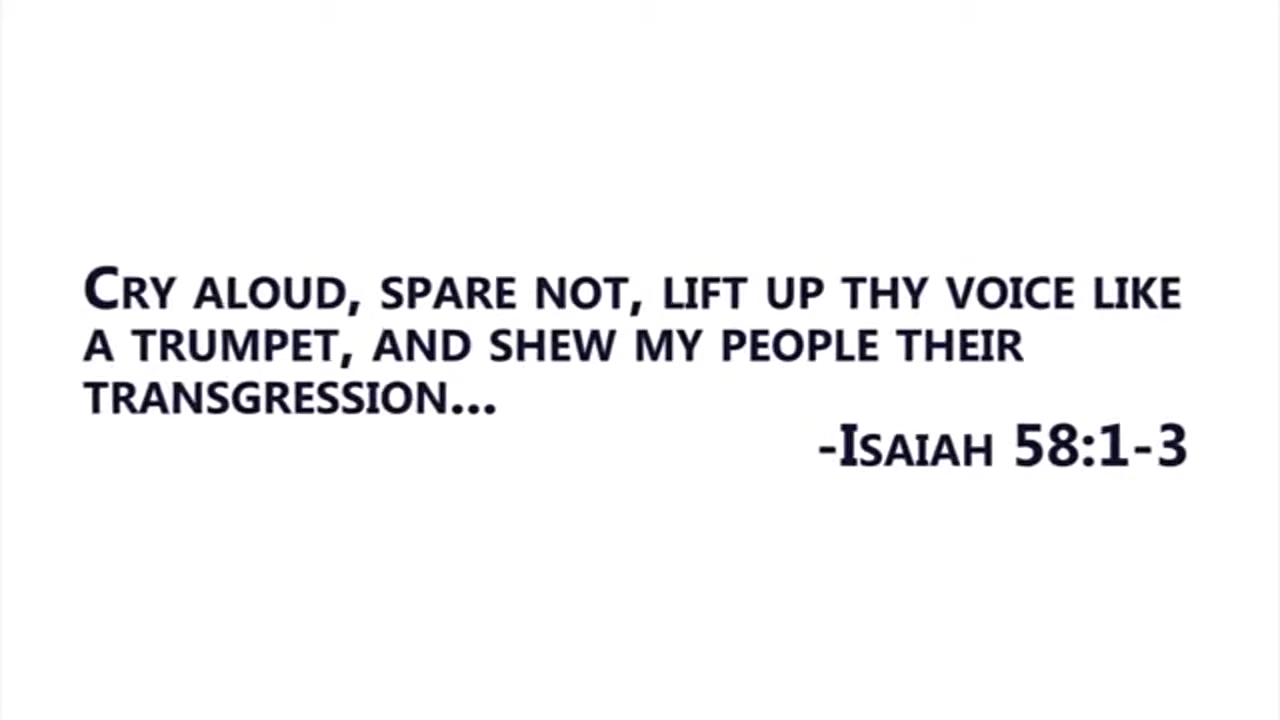 Cry aloud, spare not, lift up thy voice like
a trumpet, and shew my people their
transgression...
-Isaiah 58:1-3